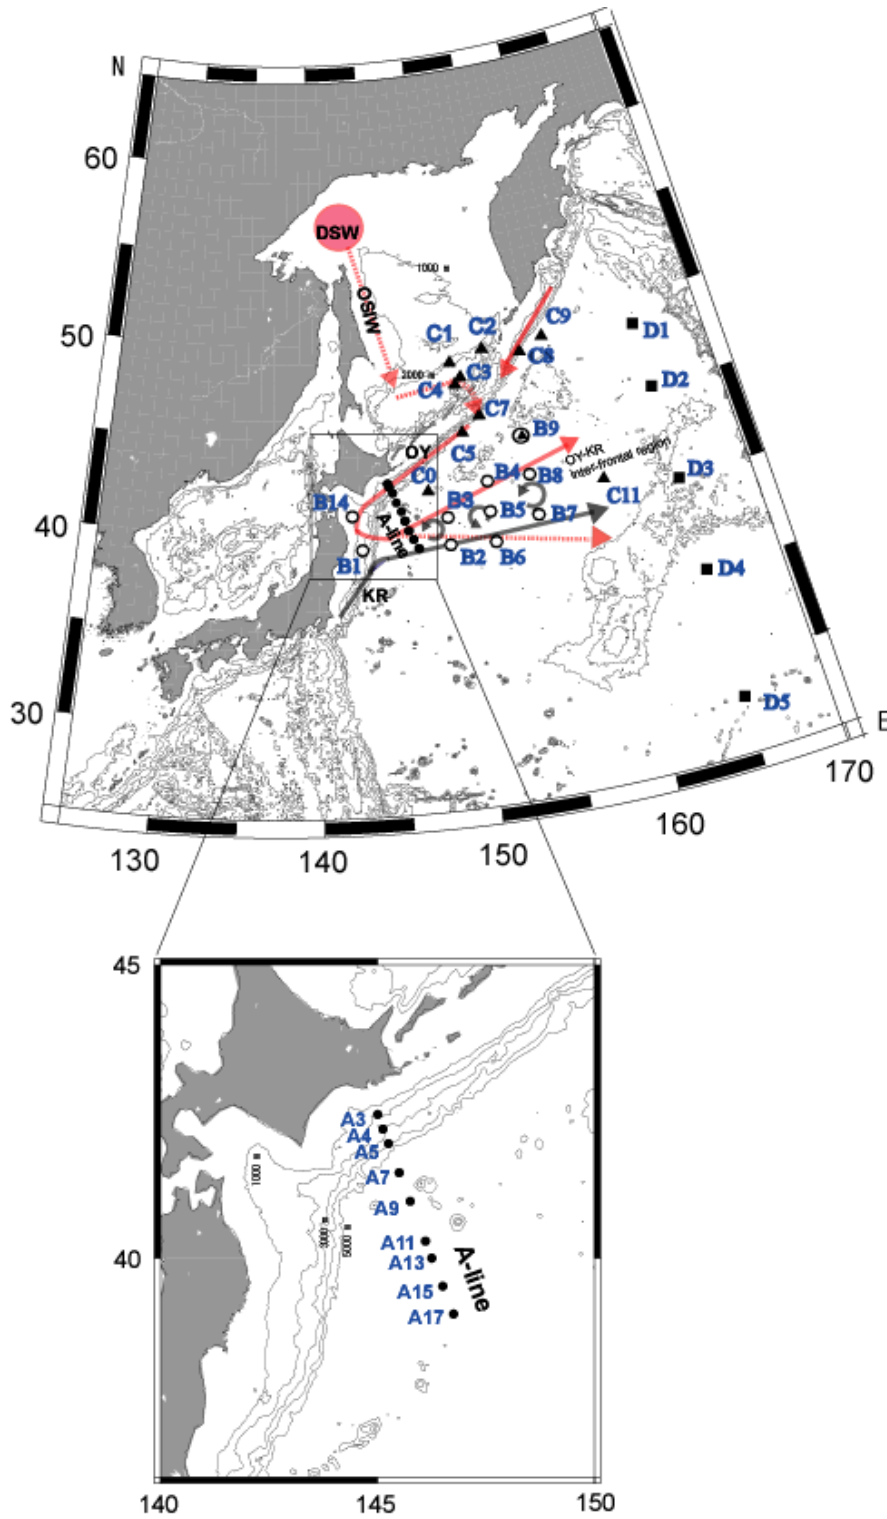 N
60
DSW
1000 m
50
OSIW
C1
C2
C9
D1
C8
2000 m
C3
C4
D2
C7
B9
OY
C5
OY-KR
inter-frontal region
C0
B4
B8
D3
C11
B14
B3
B5
B7
40
A-line
B1
B2
B6
D4
KR
30
D5
E
170
160
150
140
130
45
A3
A4
A5
1000 m
A7
A9
3000 m
5000 m
A11
40
A13
A-line
A15
A17
140
145
150